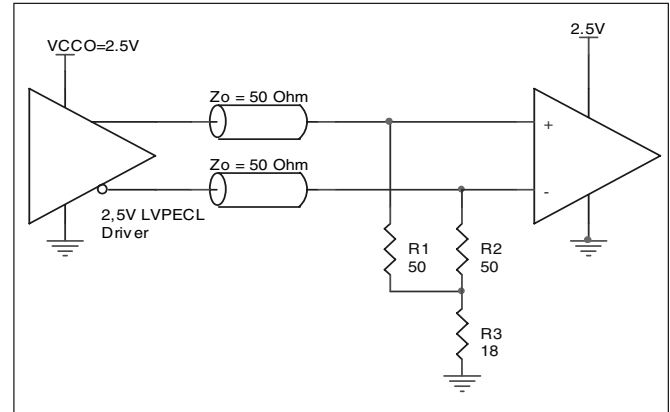 VCCO=2.5V
2.5V
Zo = 50 Ohm
+
Zo = 50 Ohm
-
2,5V LVPECL
Driver
R1
50
R2
50
R3
18